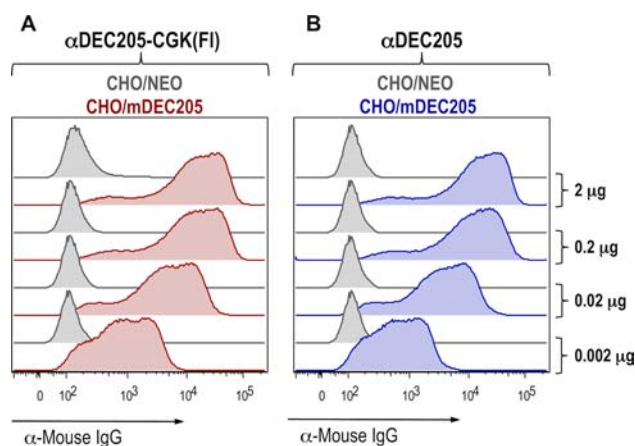 A
αDEC205-CGK(FI)
CHO/NEO
CHO/mDEC205
0 10² 10³ 10⁴ 10⁵
α-Mouse IgG
B
αDEC205
CHO/NEO
CHO/mDEC205
2 μg
0.2 μg
0.02 μg
0.002 μg
0 10² 10³ 10⁴ 10⁵
α-Mouse IgG